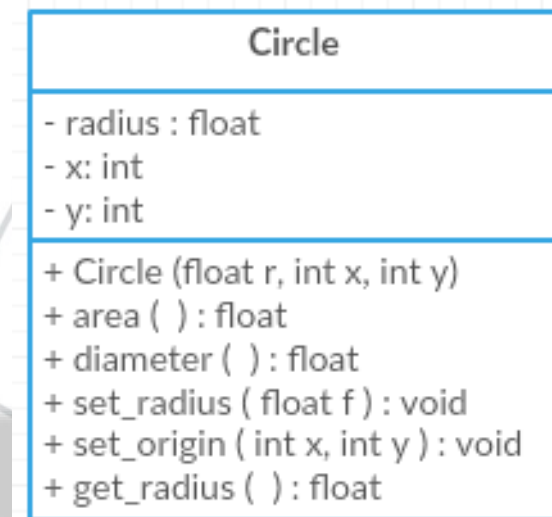 Circle
- radius : float
- x: int
- y: int
+ Circle (float r, int x, int y)
+ area ( ) : float
+ diameter ( ) : float
+ set_radius ( float f ) : void
+ set_origin ( int x, int y ) : void
+ get_radius ( ) : float